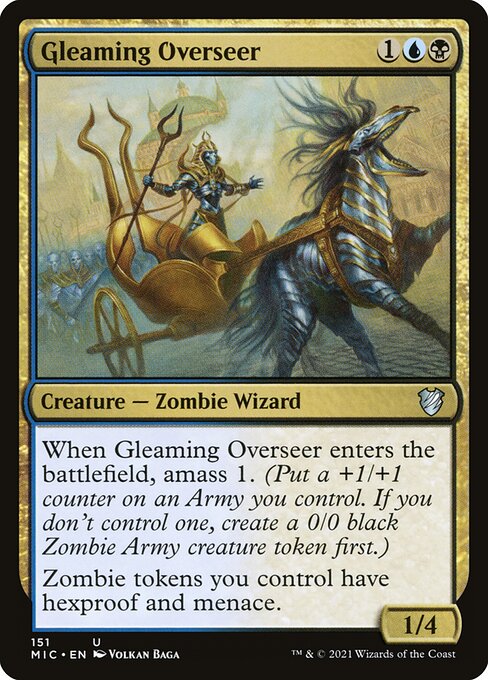 Gleaming Overseer 1
Creature — Zombie Wizard
When Gleaming Overseer enters the
battlefield, amass 1. (Put a +1/+1
counter on an Army you control. If you
don't control one, create a 0/0 black
Zombie Army creature token first.)
Zombie tokens you control have
hexproof and menace.
1/4
151 U
MIC • EN VOLKAN BAGA
™ & © 2021 Wizards of the Coast